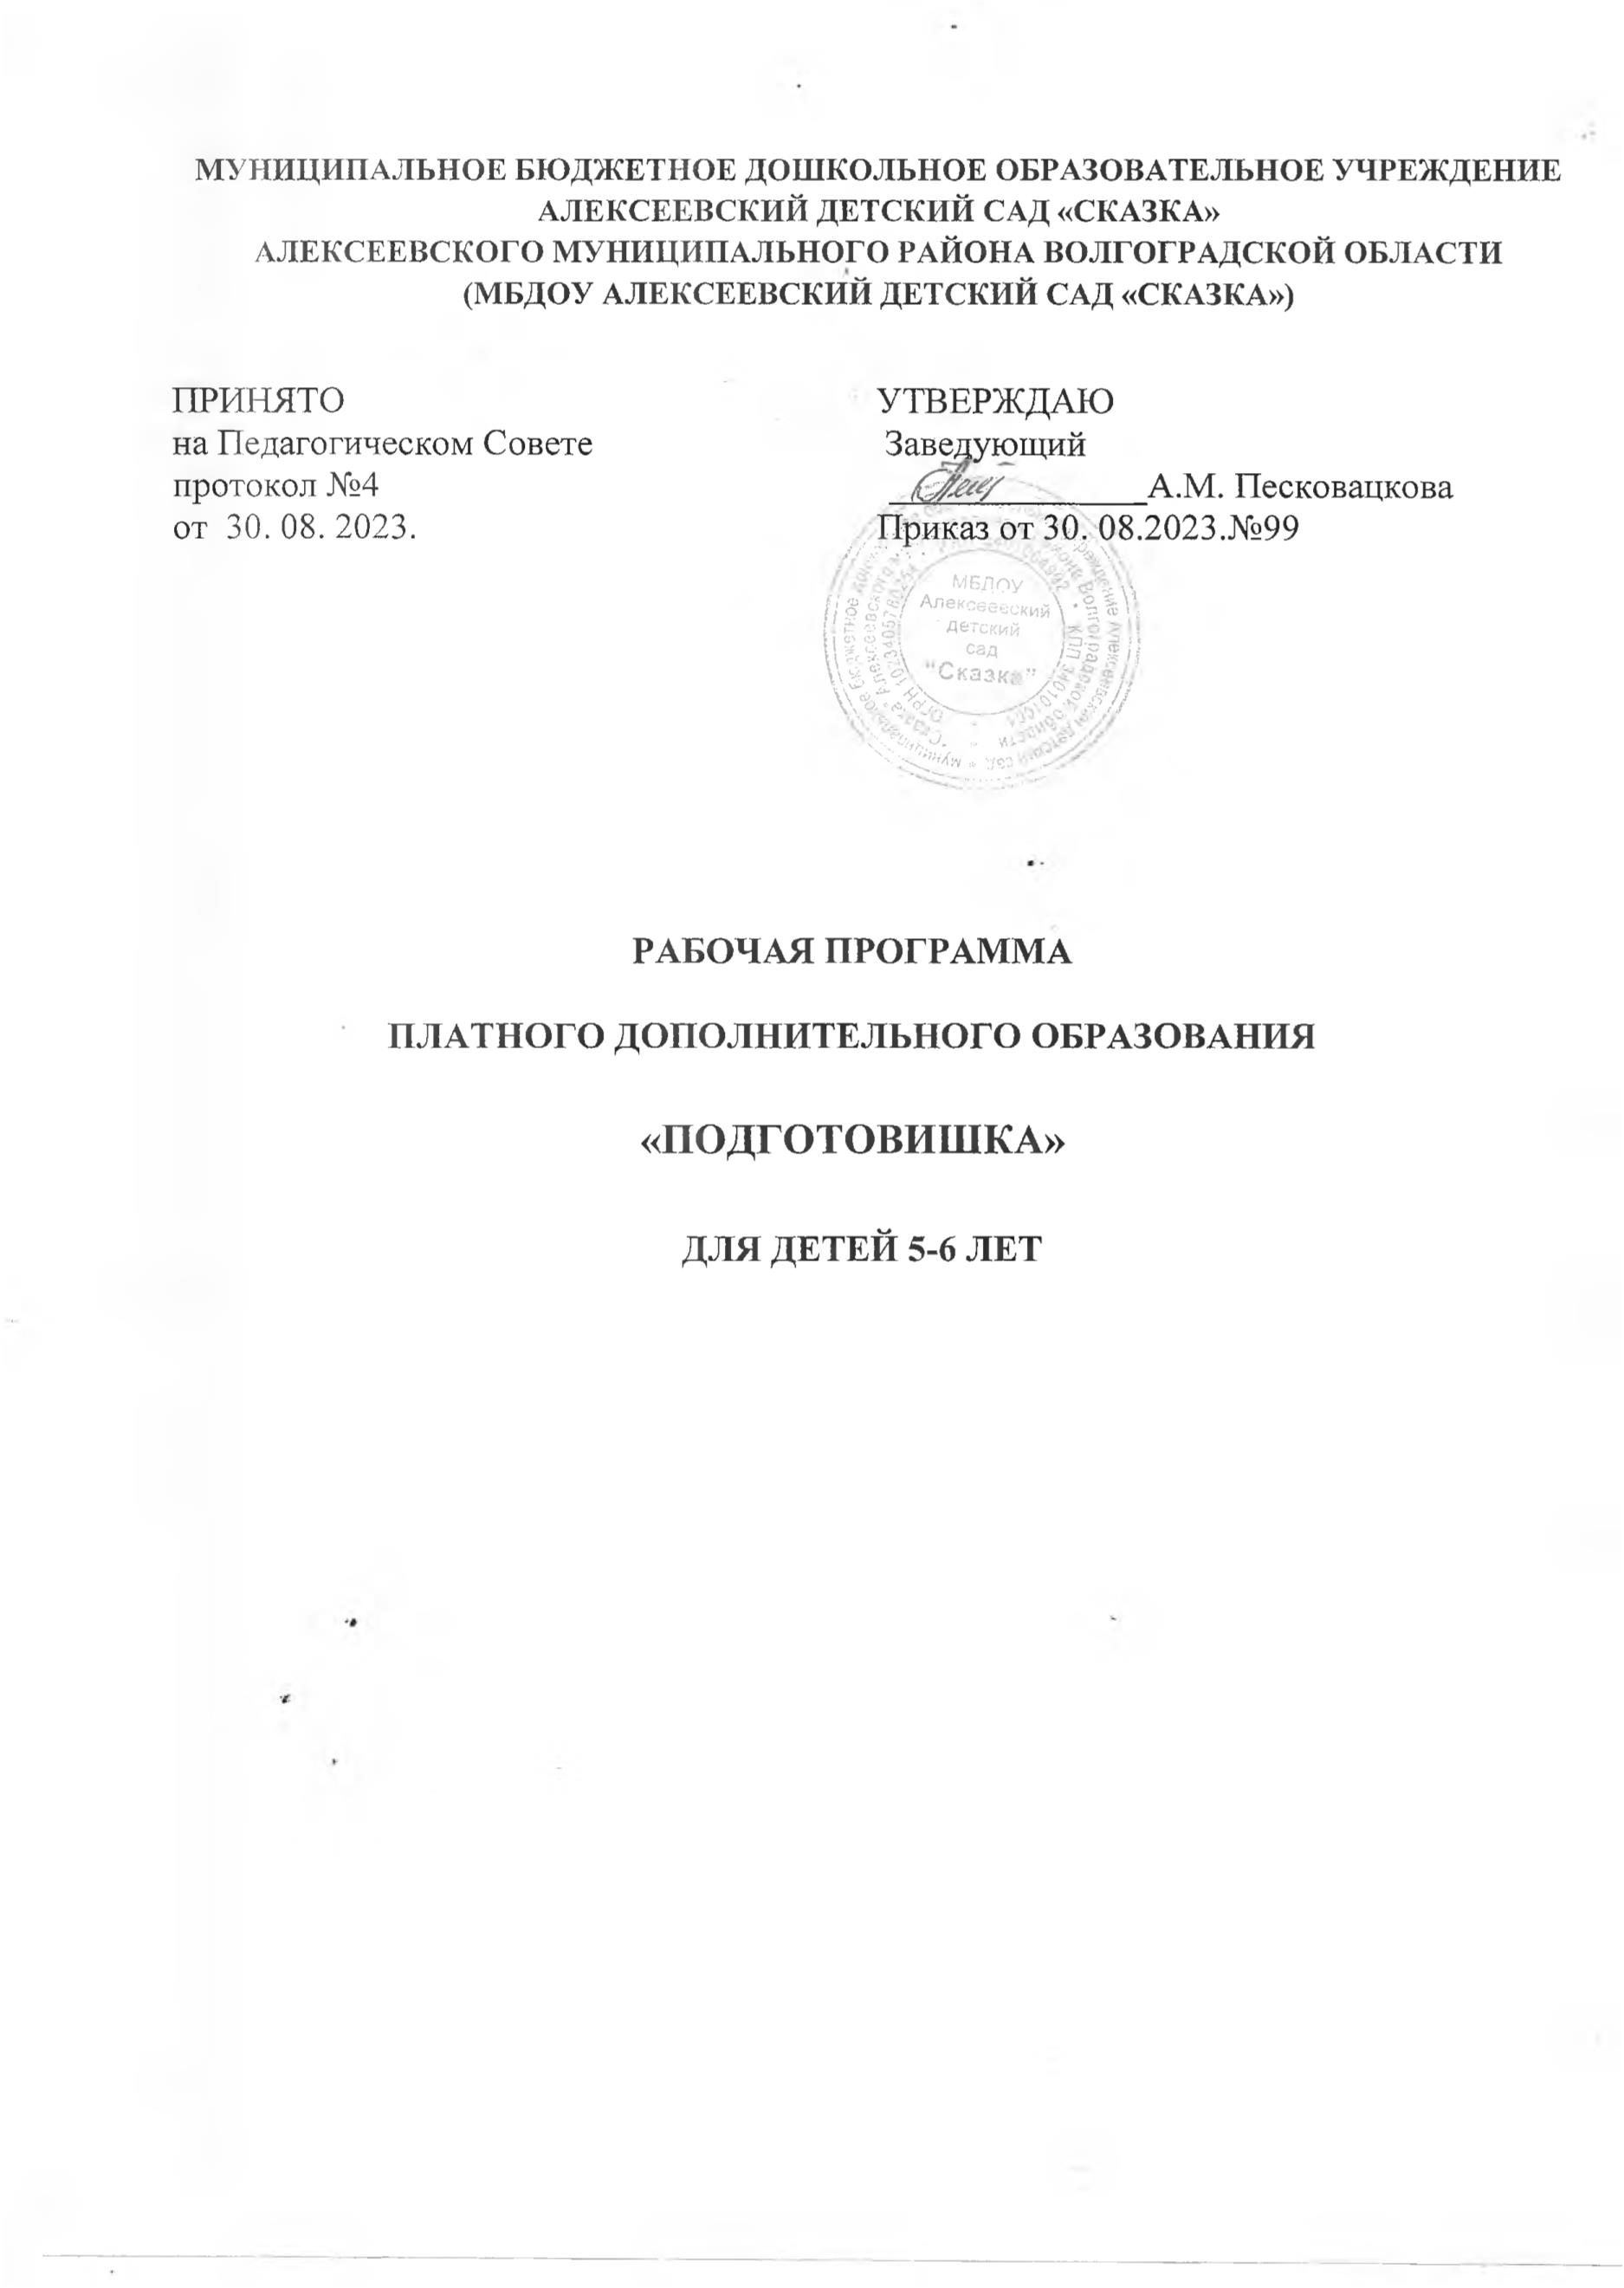 МУНИЦИПАЛЬНОЕ БЮДЖЕТНОЕ ДОШКОЛЬНОЕ ОБРАЗОВАТЕЛЬНОЕ УЧРЕЖДЕНИЕ
АЛЕКСЕЕВСКИЙ ДЕТСКИЙ САД «СКАЗКА»
АЛЕКСЕЕВСКОГО МУНИЦИПАЛЬНОГО РАЙОНА ВОЛГОГРАДСКОЙ ОБЛАСТИ
(МБДОУ АЛЕКСЕЕВСКИЙ ДЕТСКИЙ САД «СКАЗКА»)
ПРИНЯТО
на Педагогическом Совете
протокол №4
от 30. 08. 2023.
УТВЕРЖДАЮ
Заведующий
А.М. Песковацкова
Приказ от 30. 08.2023.№99
МБДОУ
Алексеевский
детский
сад
"Сказка"
РАБОЧАЯ ПРОГРАММА
ПЛАТНОГО ДОПОЛНИТЕЛЬНОГО ОБРАЗОВАНИЯ
«ПОДГОТОВИШКА»
ДЛЯ ДЕТЕЙ 5-6 ЛЕТ